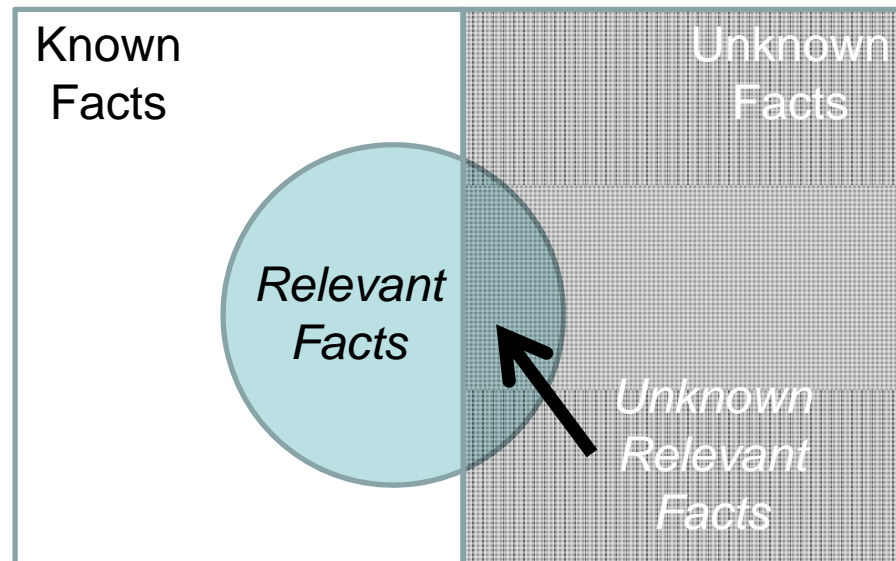 Known
Facts
Unknown
Facts
Relevant
Facts
Unknown
Relevant
Facts